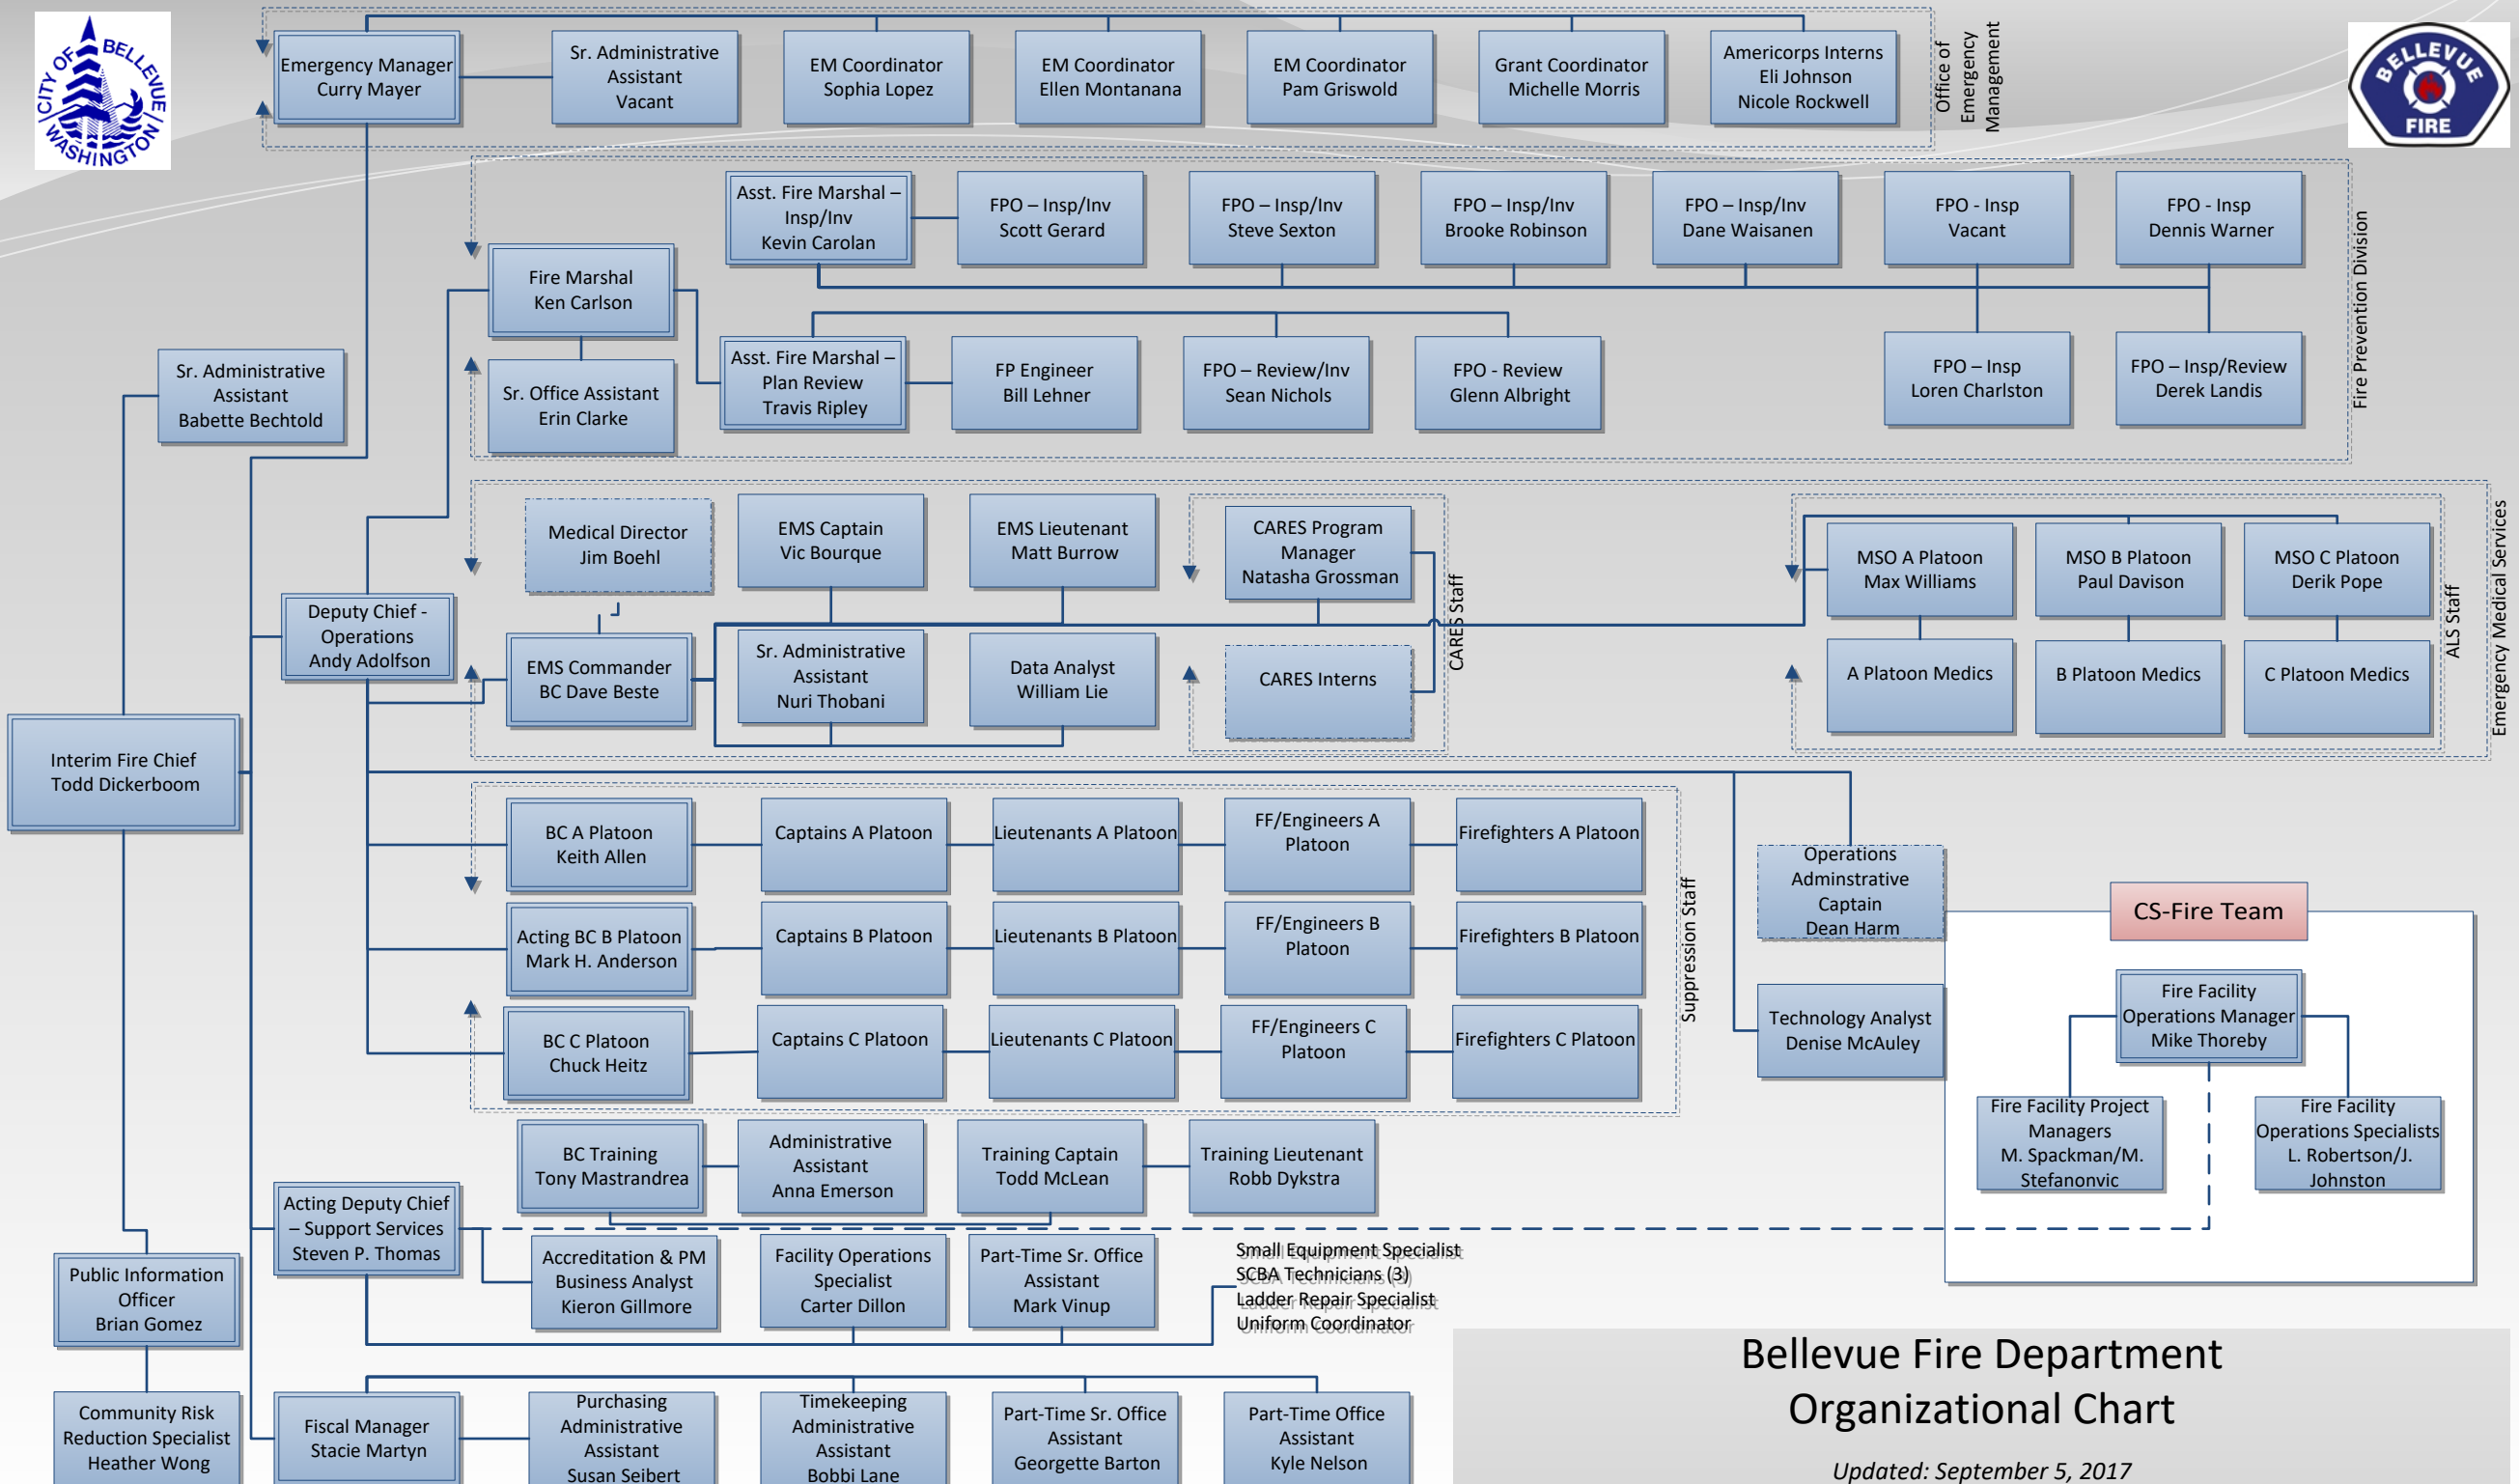 CITY OF BELLEVUE
WASHINGTON
BELLEVUE
FIRE
Emergency Manager
Curry Mayer
Sr. Administrative
Assistant
Vacant
EM Coordinator
Sophia Lopez
EM Coordinator
Ellen Montanana
EM Coordinator
Pam Griswold
Grant Coordinator
Michelle Morris
Americorps Interns
Eli Johnson
Nicole Rockwell
Office of
Emergency
Management
Asst. Fire Marshal –
Insp/Inv
Kevin Carolan
FPO – Insp/Inv
Scott Gerard
FPO – Insp/Inv
Steve Sexton
FPO – Insp/Inv
Brooke Robinson
FPO – Insp/Inv
Dane Waisanen
FPO - Insp
Vacant
FPO - Insp
Dennis Warner
Fire Marshal
Ken Carlson
Sr. Office Assistant
Erin Clarke
Asst. Fire Marshal –
Plan Review
Travis Ripley
FP Engineer
Bill Lehner
FPO – Review/Inv
Sean Nichols
FPO - Review
Glenn Albright
FPO – Insp
Loren Charlston
FPO – Insp/Review
Derek Landis
Fire Prevention Division
Sr. Administrative
Assistant
Babette Bechtold
Medical Director
Jim Boehl
EMS Captain
Vic Bourque
EMS Lieutenant
Matt Burrow
CARES Program
Manager
Natasha Grossman
MSO A Platoon
Max Williams
MSO B Platoon
Paul Davison
MSO C Platoon
Derik Pope
Deputy Chief -
Operations
Andy Adolfson
EMS Commander
BC Dave Beste
Sr. Administrative
Assistant
Nuri Thobani
Data Analyst
William Lie
CARES Interns
CARES Staff
A Platoon Medics
B Platoon Medics
C Platoon Medics
ALS Staff
Emergency Medical Services
Interim Fire Chief
Todd Dickerboom
BC A Platoon
Keith Allen
Captains A Platoon
Lieutenants A Platoon
FF/Engineers A
Platoon
Firefighters A Platoon
Acting BC B Platoon
Mark H. Anderson
Captains B Platoon
Lieutenants B Platoon
FF/Engineers B
Platoon
Firefighters B Platoon
BC C Platoon
Chuck Heitz
Captains C Platoon
Lieutenants C Platoon
FF/Engineers C
Platoon
Firefighters C Platoon
Suppression Staff
Operations
Adminstrative
Captain
Dean Harm
Technology Analyst
Denise McAuley
CS-Fire Team
Fire Facility
Operations Manager
Mike Thoreby
Fire Facility Project
Managers
M. Spackman/M.
Stefanonvic
Fire Facility
Operations Specialists
L. Robertson/J.
Johnston
BC Training
Tony Mastrandrea
Administrative
Assistant
Anna Emerson
Training Captain
Todd McLean
Training Lieutenant
Robb Dykstra
Acting Deputy Chief
– Support Services
Steven P. Thomas
Accreditation & PM
Business Analyst
Kieron Gillmore
Facility Operations
Specialist
Carter Dillon
Part-Time Sr. Office
Assistant
Mark Vinup
Small Equipment Specialist
SCBA Technicians (3)
Ladder Repair Specialist
Uniform Coordinator
Public Information
Officer
Brian Gomez
Community Risk
Reduction Specialist
Heather Wong
Fiscal Manager
Stacie Martyn
Purchasing
Administrative
Assistant
Susan Seibert
Timekeeping
Administrative
Assistant
Bobbi Lane
Part-Time Sr. Office
Assistant
Georgette Barton
Part-Time Office
Assistant
Kyle Nelson
Bellevue Fire Department
Organizational Chart
Updated: September 5, 2017